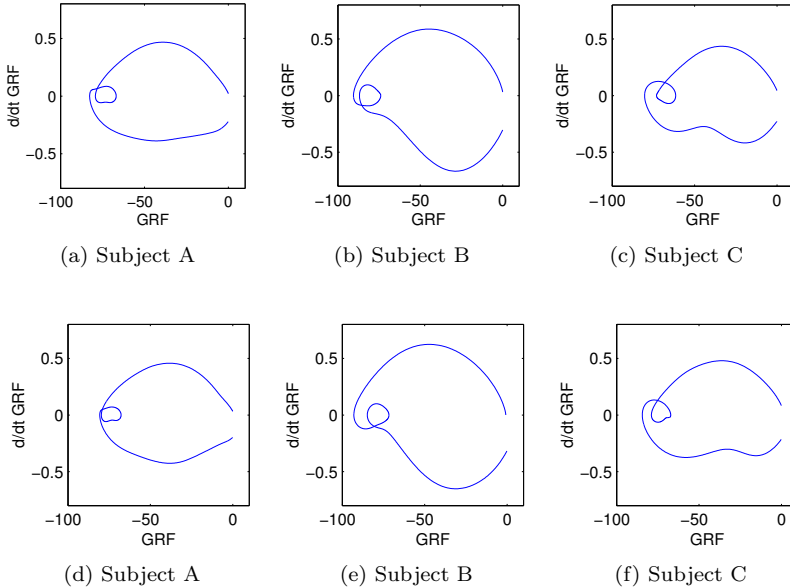 0.5
0
−0.5
−100
−50
0
d/dt GRF
GRF
(a) Subject A
0.5
0
−0.5
−100
−50
0
d/dt GRF
GRF
(b) Subject B
0.5
0
−0.5
−100
−50
0
d/dt GRF
GRF
(c) Subject C
0.5
0
−0.5
−100
−50
0
d/dt GRF
GRF
(d) Subject A
0.5
0
−0.5
−100
−50
0
d/dt GRF
GRF
(e) Subject B
0.5
0
−0.5
−100
−50
0
d/dt GRF
GRF
(f) Subject C